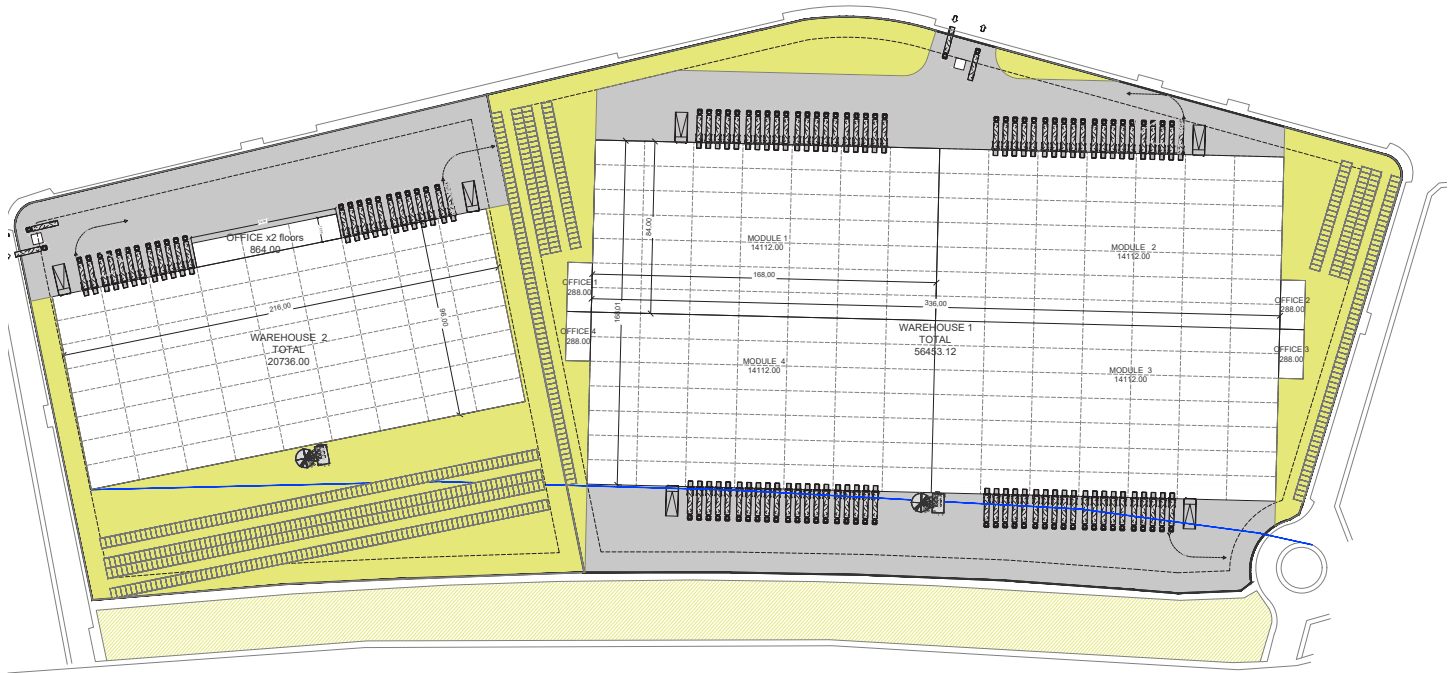 OFFICE x2 floors
864.00
216,00
96,00
WAREHOUSE 2
TOTAL
20736.00
MODULE 1
14112.00
MODULE 2
14112.00
84,00
168,00
168,01
336,00
OFFICE 1
288.00
OFFICE 4
288.00
WAREHOUSE 1
TOTAL
56453.12
OFFICE 2
288.00
OFFICE 3
288.00
MODULE 4
14112.00
MODULE 3
14112.00